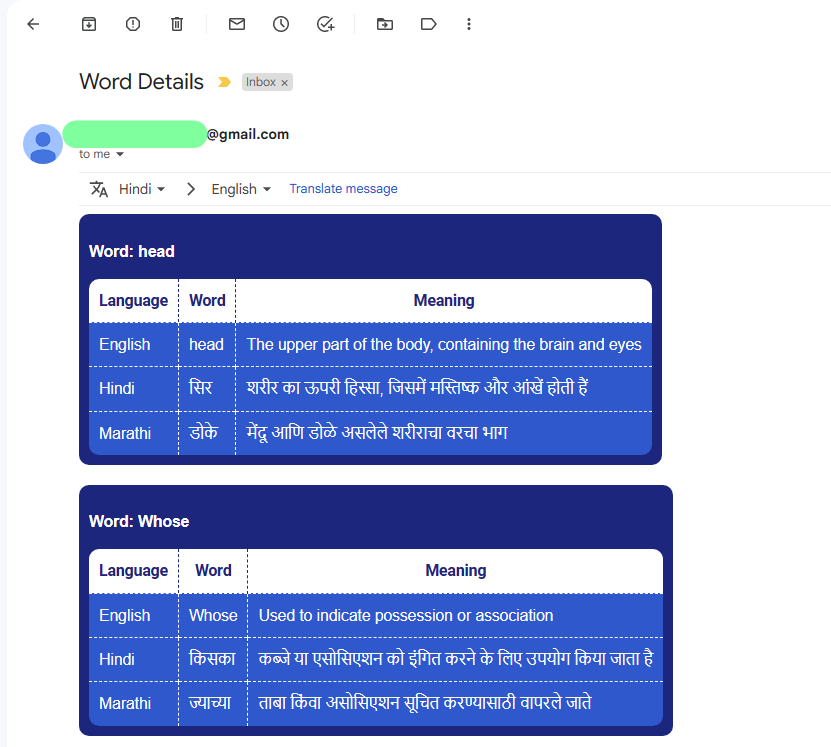 Word Details Inbox ×
@gmail.com
to me
Hindi English Translate message
Word: head
Language Word Meaning
English head The upper part of the body, containing the brain and eyes
Hindi सिर शरीर का ऊपरी हिस्सा, जिसमें मस्तिष्क और आंखें होती हैं
Marathi डोके मेंदू आणि डोळे असलेले शरीराचा वरचा भाग
Word: Whose
Language Word Meaning
English Whose Used to indicate possession or association
Hindi किसका कब्जे या एसोसिएशन को इंगित करने के लिए उपयोग किया जाता है
Marathi ज्याच्या ताबा किंवा असोसिएशन सूचित करण्यासाठी वापरले जाते